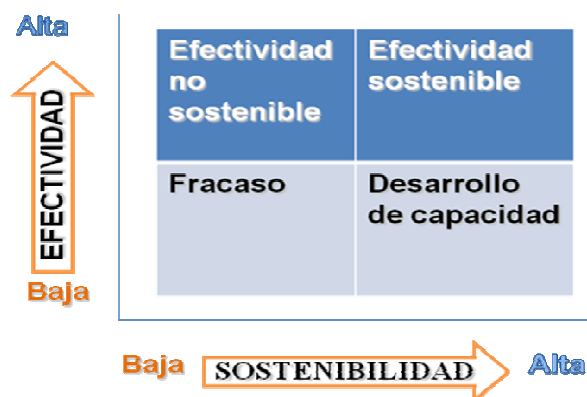 Alta
EFECTIVIDAD
Baja
Efectividad
no
sostenible
Efectividad
sostenible
Fracaso
Desarrollo
de capacidad
Baja
SOSTENIBILIDAD
Alta